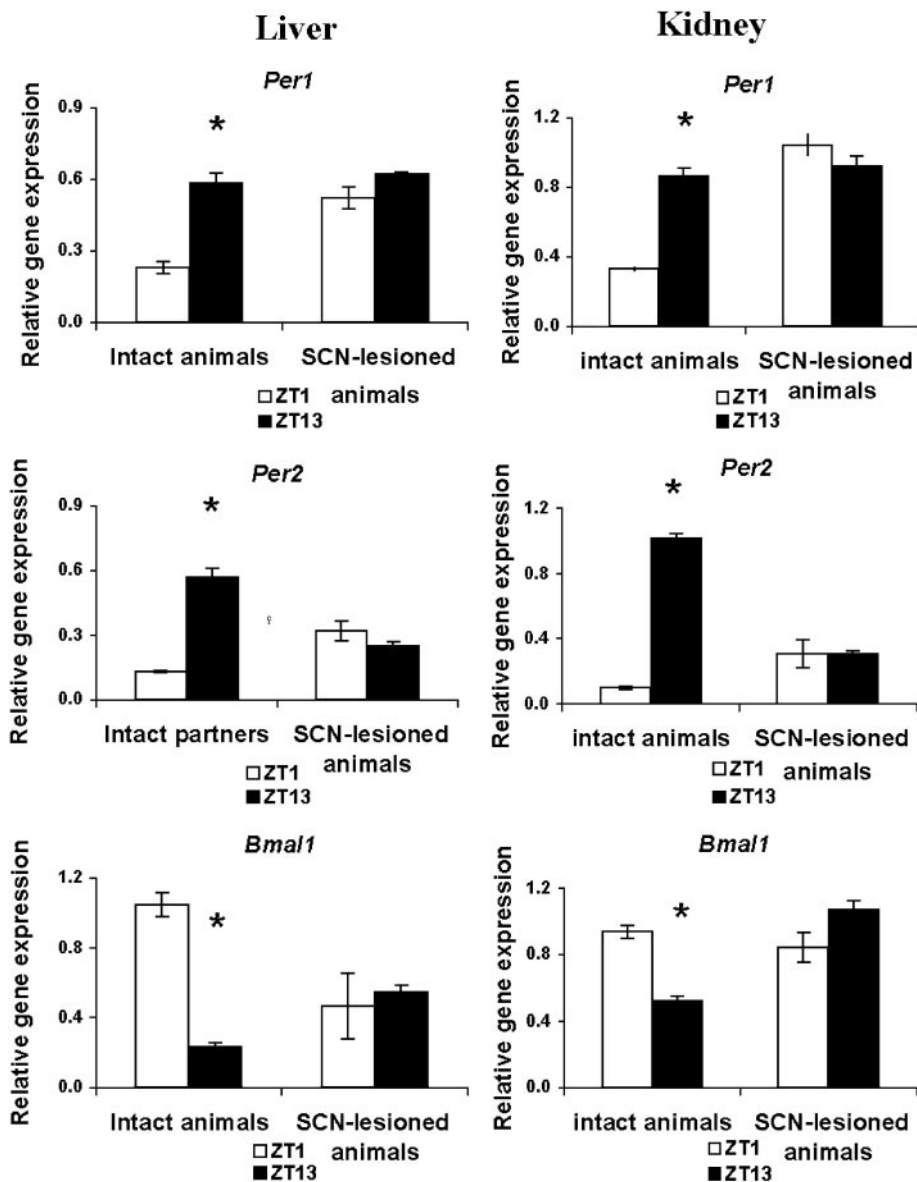 Liver
Kidney
Per1
Relative gene expression
0.9
0.6
0.3
0.0
*
Intact animals
SCN-lesioned
animals
ZT1
ZT13
Per1
Relative gene expression
1.2
0.8
0.4
0.0
*
intact animals
SCN-lesioned
animals
ZT1
ZT13
Per2
Relative gene expression
0.9
0.6
0.3
0.0
*
Intact partners
SCN-lesioned
animals
ZT1
ZT13
Per2
Relative gene expression
1.2
0.8
0.4
0.0
*
intact animals
SCN-lesioned
animals
ZT1
ZT13
Bmal1
Relative gene expression
1.2
0.8
0.4
0.0
*
Intact animals
SCN-lesioned
animals
ZT1
ZT13
Bmal1
Relative gene expression
1.2
0.8
0.4
0.0
*
intact animals
SCN-lesioned
animals
ZT1
ZT13